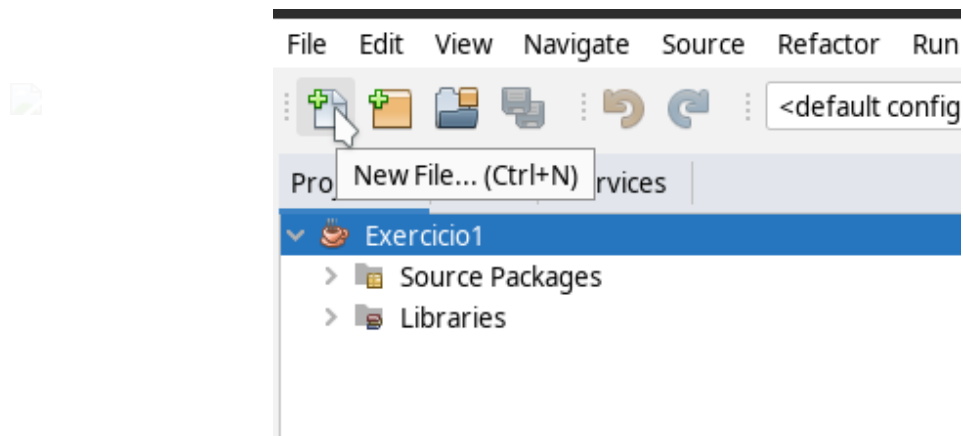 File Edit View Navigate Source Refactor Run
<default config
Pro New File... (Ctrl+N) rvices
Exercicio1
Source Packages
Libraries